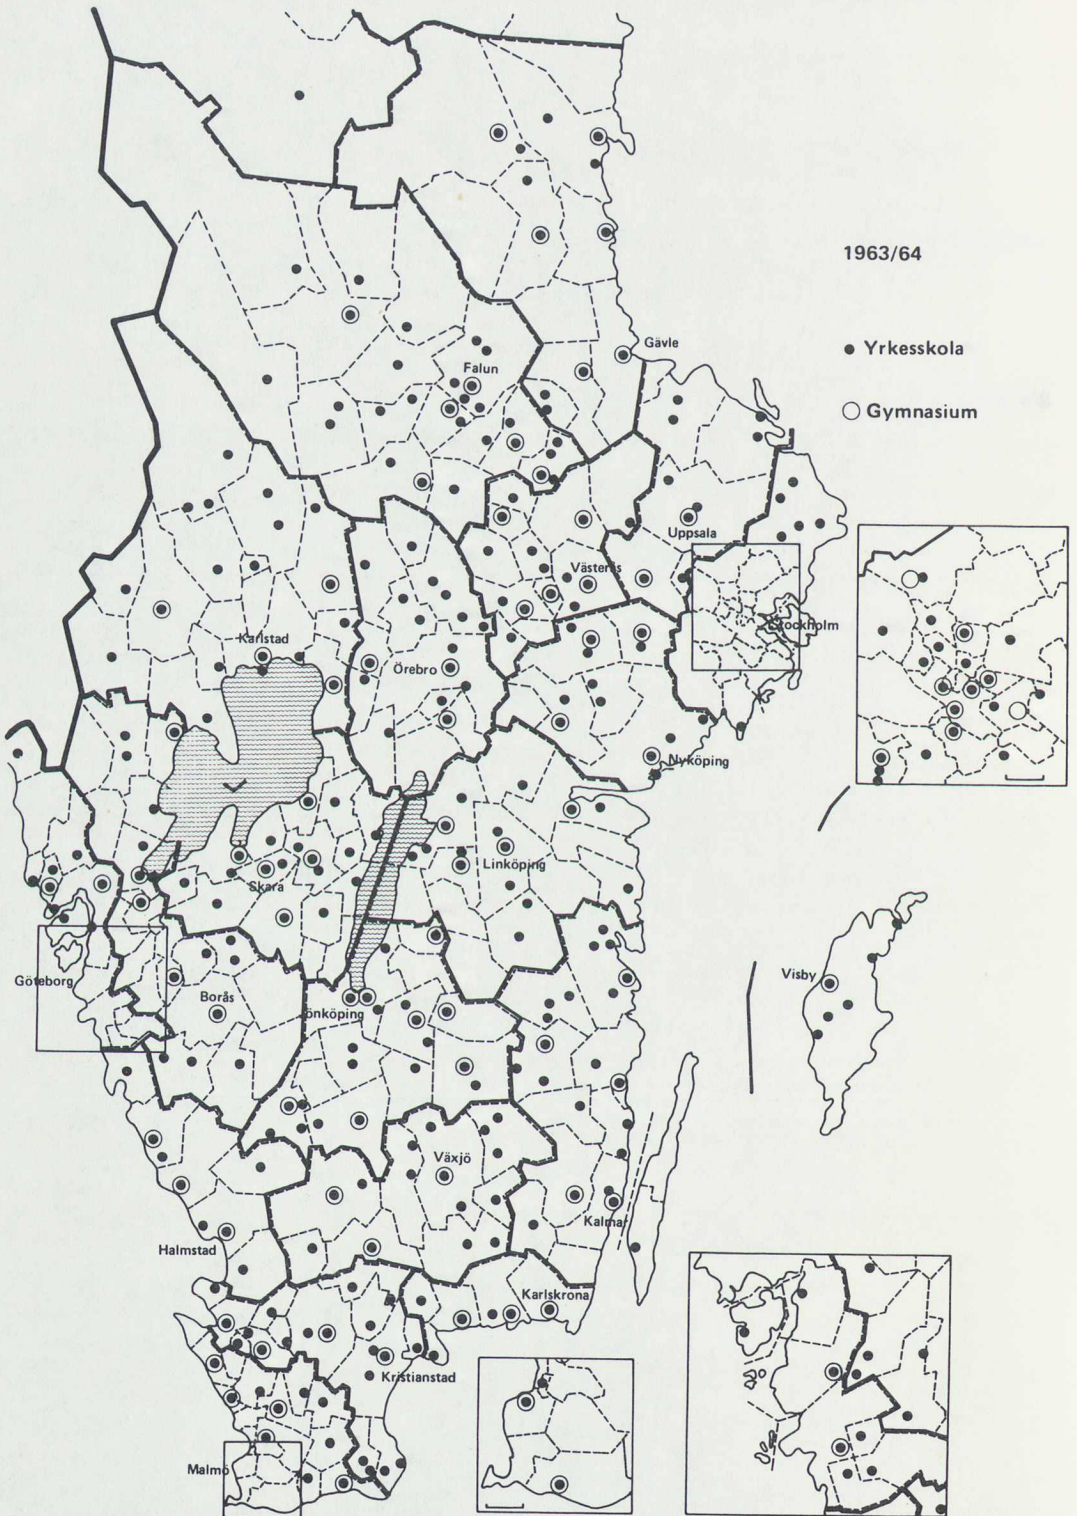 1963/64
Yrkesskola
Gymnasium
Gävle
Falun
Uppsala
Västerås
Stockholm
Karlstad
Örebro
Nyköping
Linköping
Skara
Visby
Göteborg
Borås
önköping
Växjö
Kalmar
Halmstad
Karlskrona
Kristianstad
Malmö